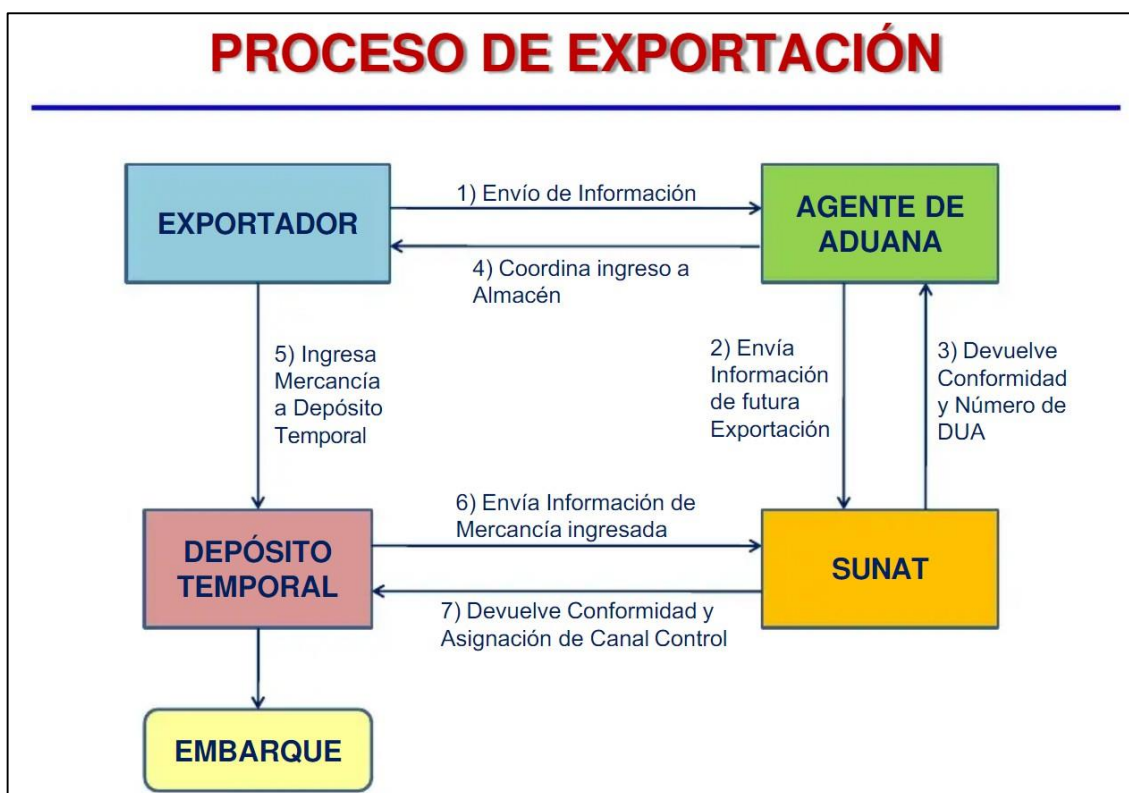 PROCESO DE EXPORTACIÓN
EXPORTADOR
1) Envío de Información
AGENTE DE
ADUANA
4) Coordina ingreso a
Almacén
5) Ingresa
Mercancía
a Depósito
Temporal
2) Envía
Información
de futura
Exportación
3) Devuelve
Conformidad
y Número de
DUA
DEPÓSITO
TEMPORAL
6) Envía Información de
Mercancía ingresada
SUNAT
7) Devuelve Conformidad y
Asignación de Canal Control
EMBARQUE